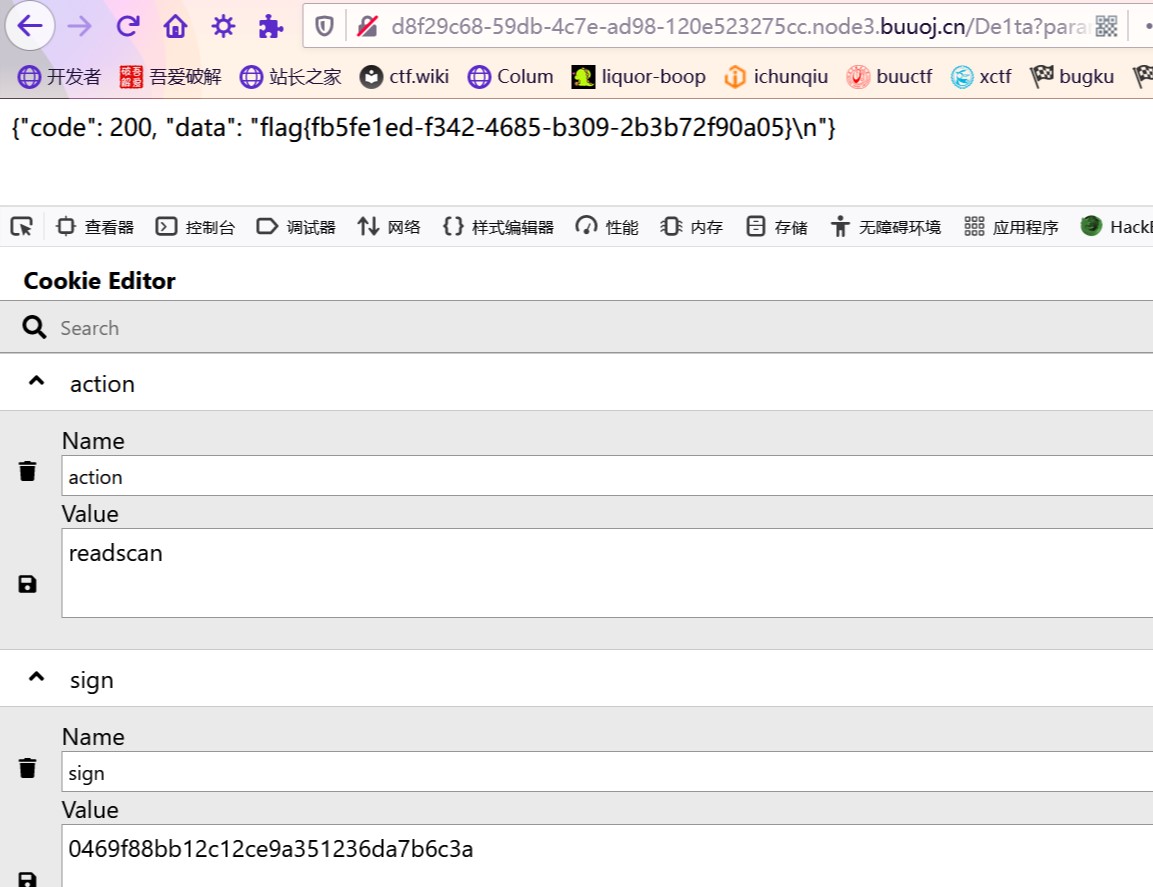 d8f29c68-59db-4c7e-ad98-120e523275cc.node3.buuoj.cn/De1ta?para
开发者 吾爱破解 站长之家 ctf.wiki Colum liquor-boop ichunqiu buuctf xctf bugku
{"code": 200, "data": "flag{fb5fe1ed-f342-4685-b309-2b3b72f90a05}\n"}
查看器 控制台 调试器 网络 {} 样式编辑器 性能 内存 存储 无障碍环境 应用程序 HackB
Cookie Editor
Search
action
Name
action
Value
readscan
sign
Name
sign
Value
0469f88bb12c12ce9a351236da7b6c3a